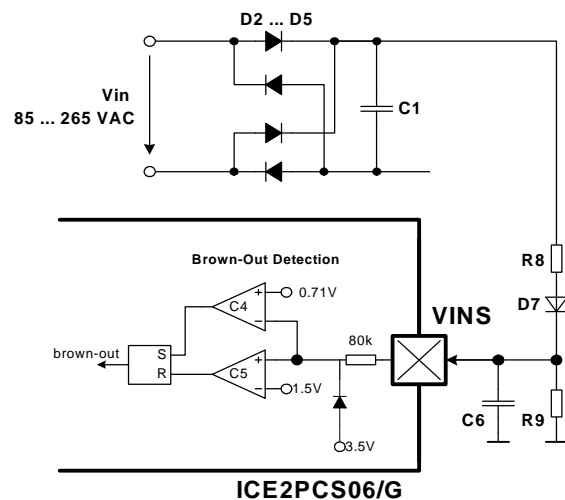 D2 ... D5
Vin
85 ... 265 VAC
C1
R8
Brown-Out Detection
D7
0.71V
VINS
C4
+
-
80k
brown-out
S
R
C5
+
-
1.5V
C6
R9
3.5V
ICE2PCS06/G